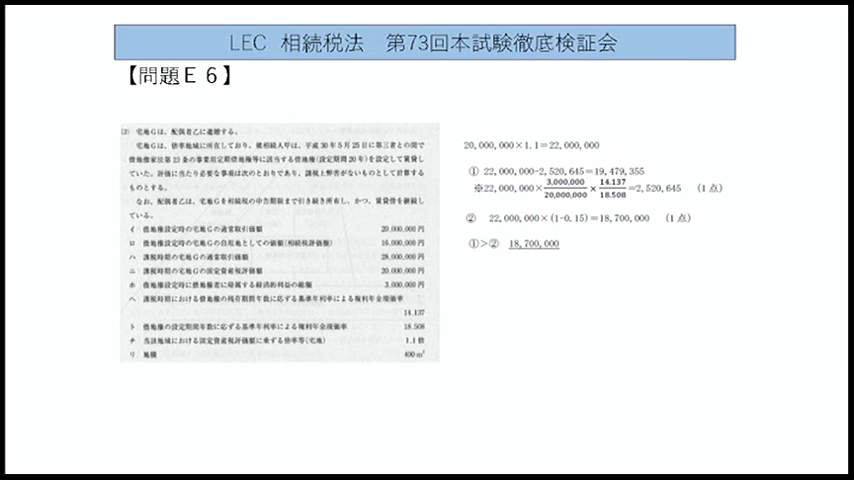 LEC 相続税法 第73回本試験徹底検証会
【問題E6】
(3) 宅地Gは、配偶者乙に遺贈する。
宅地Gは、倍率地域に所在しており、被相続人甲は、平成30年5月25日に第三者との間で
借地借家法第23条の事業用定期借地権等に該当する借地権(設定期間20年)を設定して賃貸し
ていた。評価に当たり必要な事項は次のとおりであり、課税上弊害がないものとして計算する
ものとする。
なお、配偶者乙は、宅地Gを相続税の申告期限まで引き続き所有し、かつ、賃貸借を継続し
ている。
イ 借地権設定時の宅地Gの通常取引価額 20,000,000円
ロ 借地権設定時の宅地Gの自用地としての価額(相続税評価額) 16,000,000円
ハ 課税時期の宅地Gの通常取引価額 28,000,000円
ニ 課税時期の宅地Gの固定資産税評価額 20,000,000円
ホ 借地権設定時に借地権者に帰属する経済的利益の総額 3,000,000円
ヘ 課税時期における借地権の残存期間年数に応ずる基準年利率による複利年金現価率
14.137
ト 借地権の設定期間年数に応ずる基準年利率による複利年金現価率 18.508
チ 当該地域における固定資産税評価額に乗ずる倍率等(宅地) 1.1倍
リ 地積 400㎡
20,000,000×1.1=22,000,000
① 22,000,000-2,520,645=19,479,355
※22,000,000×3,000,000/20,000,000×14.137/18.508=2,520,645 (1点)
② 22,000,000×(1-0.15)=18,700,000 (1点)
①>② 18,700,000